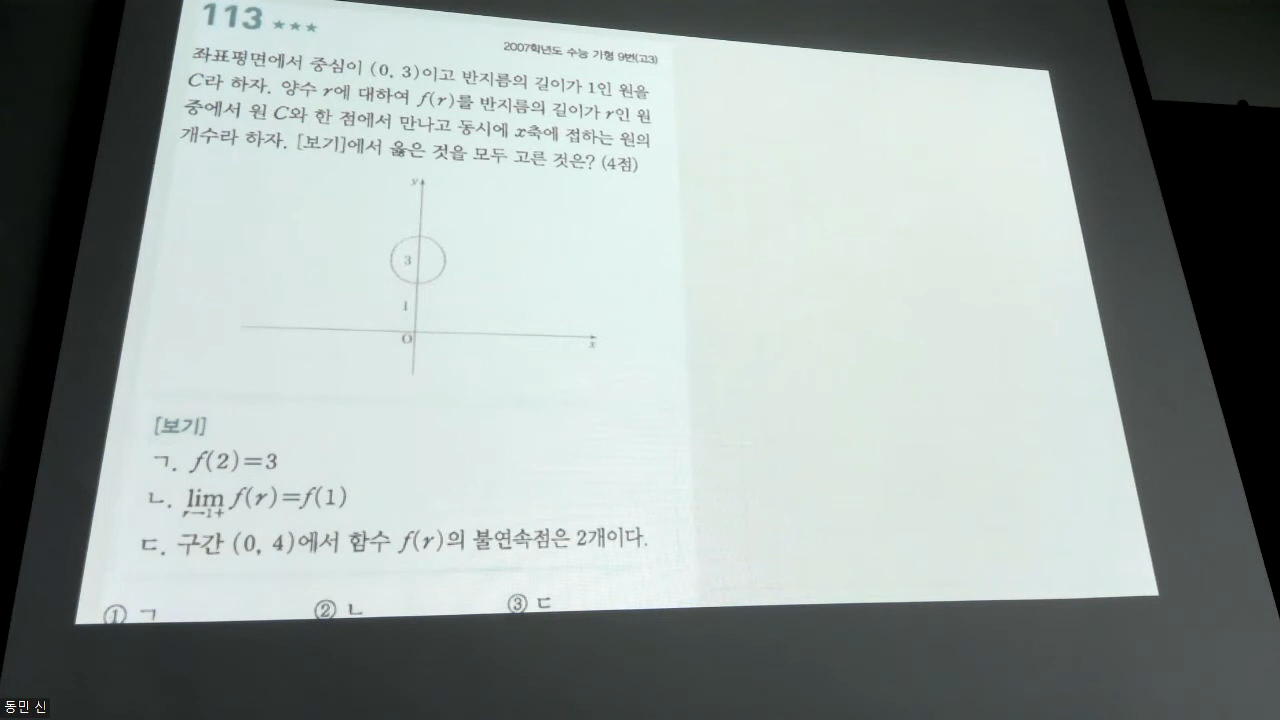 113 ★★★
2007학년도 수능 기형 9번(고3)
좌표평면에서 중심이 (0, 3)이고 반지름의 길이가 1인 원을
C라 하자. 양수 r에 대하여 f(r)를 반지름의 길이가 r인 원
중에서 원 C와 한 점에서 만나고 동시에 x축에 접하는 원의
개수라 하자. [보기]에서 옳은 것을 모두 고른 것은? (4점)
y
3
1
O
x
[보기]
ㄱ. f(2)=3
ㄴ. lim f(r)=f(1)
r→1+
ㄷ. 구간 (0, 4)에서 함수 f(r)의 불연속점은 2개이다.
① ㄱ ② ㄴ ③ ㄷ
동민 신